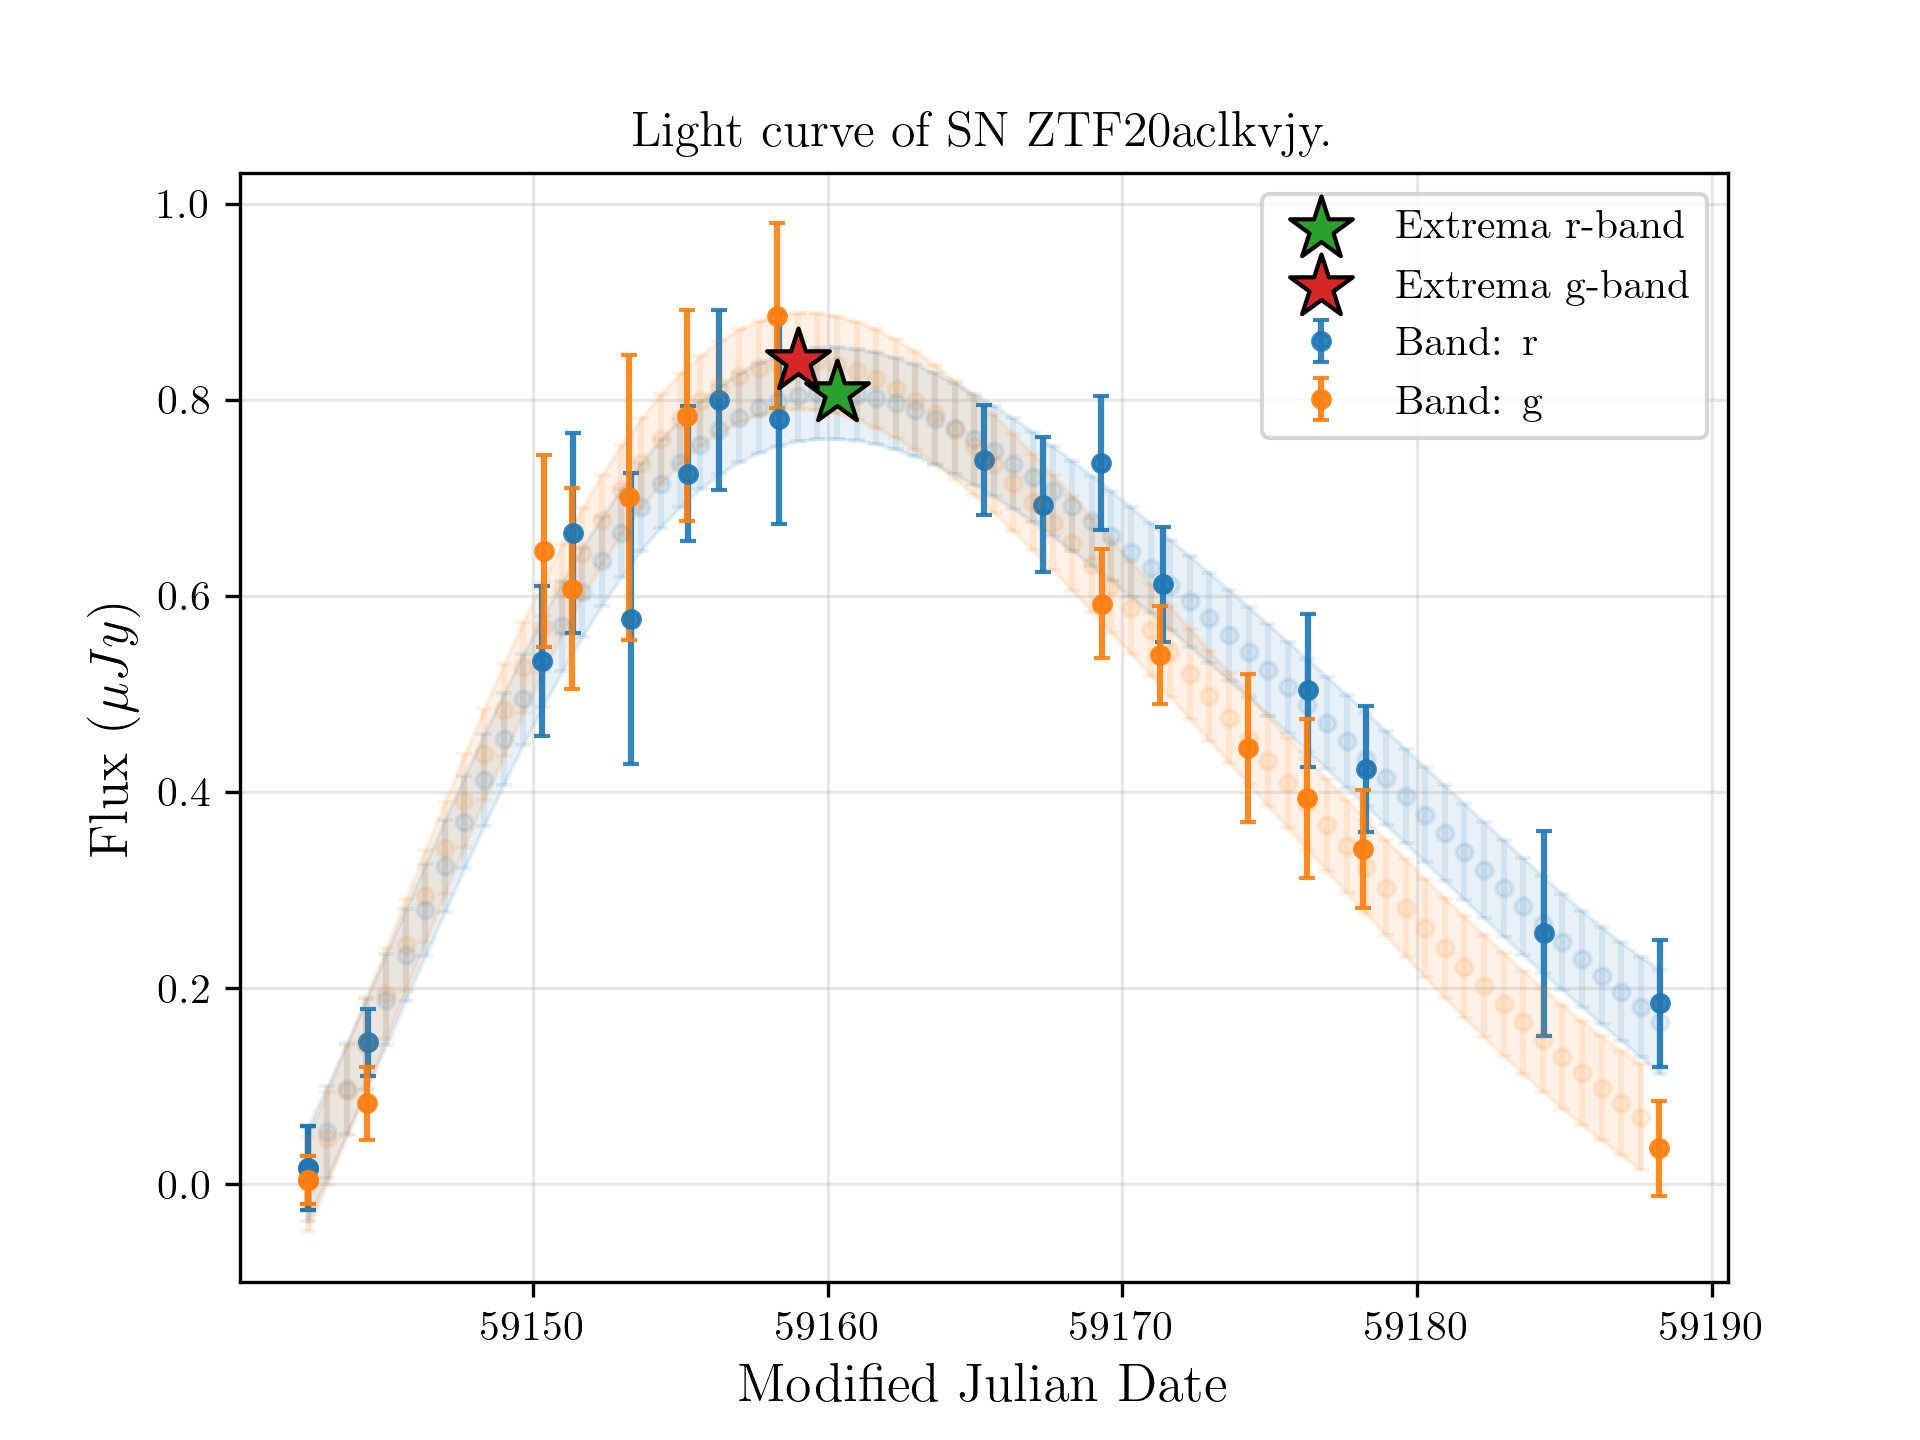 Light curve of SN ZTF20aclkvjy.
Extrema r-band
Extrema g-band
Band: r
Band: g
1.0
0.8
0.6
0.4
0.2
0.0
Flux (μJy)
59150 59160 59170 59180 59190
Modified Julian Date